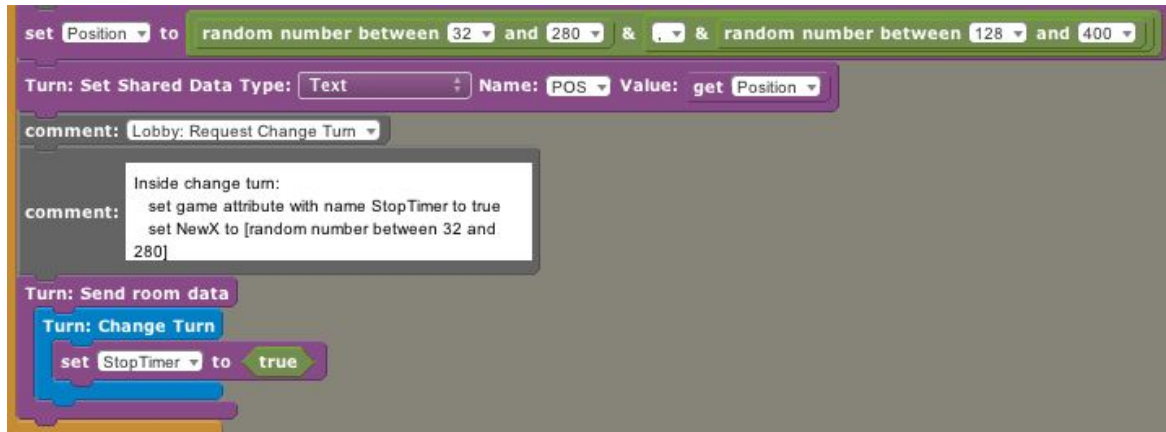 set Position to random number between 32 and 280 & , & random number between 128 and 400
Turn: Set Shared Data Type: Text Name: POS Value: get Position
comment: Lobby: Request Change Turn
Inside change turn:
set game attribute with name StopTimer to true
comment:
set NewX to [random number between 32 and
280]
Turn: Send room data
Turn: Change Turn
set StopTimer to true